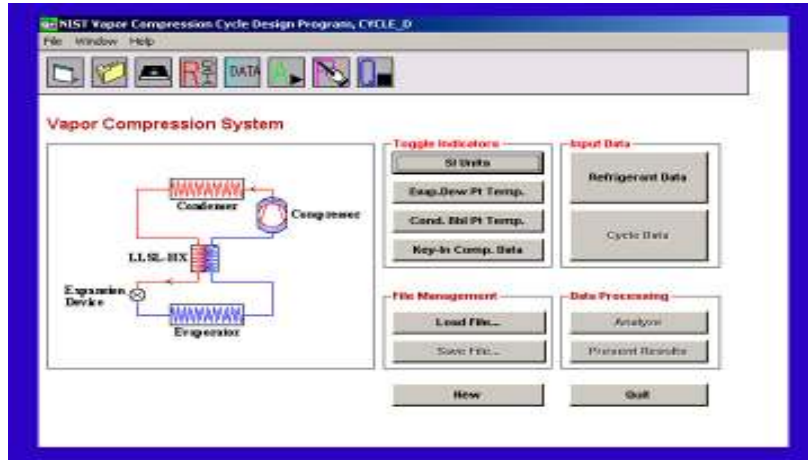 NIST Vapor Compression Cycle Design Program, CYCLE_D
File Window Help
DATA
Vapor Compression System
Condenser
Compressor
LLSL-HX
Expansion
Device
Evaporator
Toggle Indicators
SI Units
Evap.Dew Pt Temp.
Cond. Bbl Pt Temp.
Key-In Comp. Data
Input Data
Refrigerant Data
Cycle Data
File Management
Load File...
Save File...
Data Processing
Analyze
Present Results
New
Quit